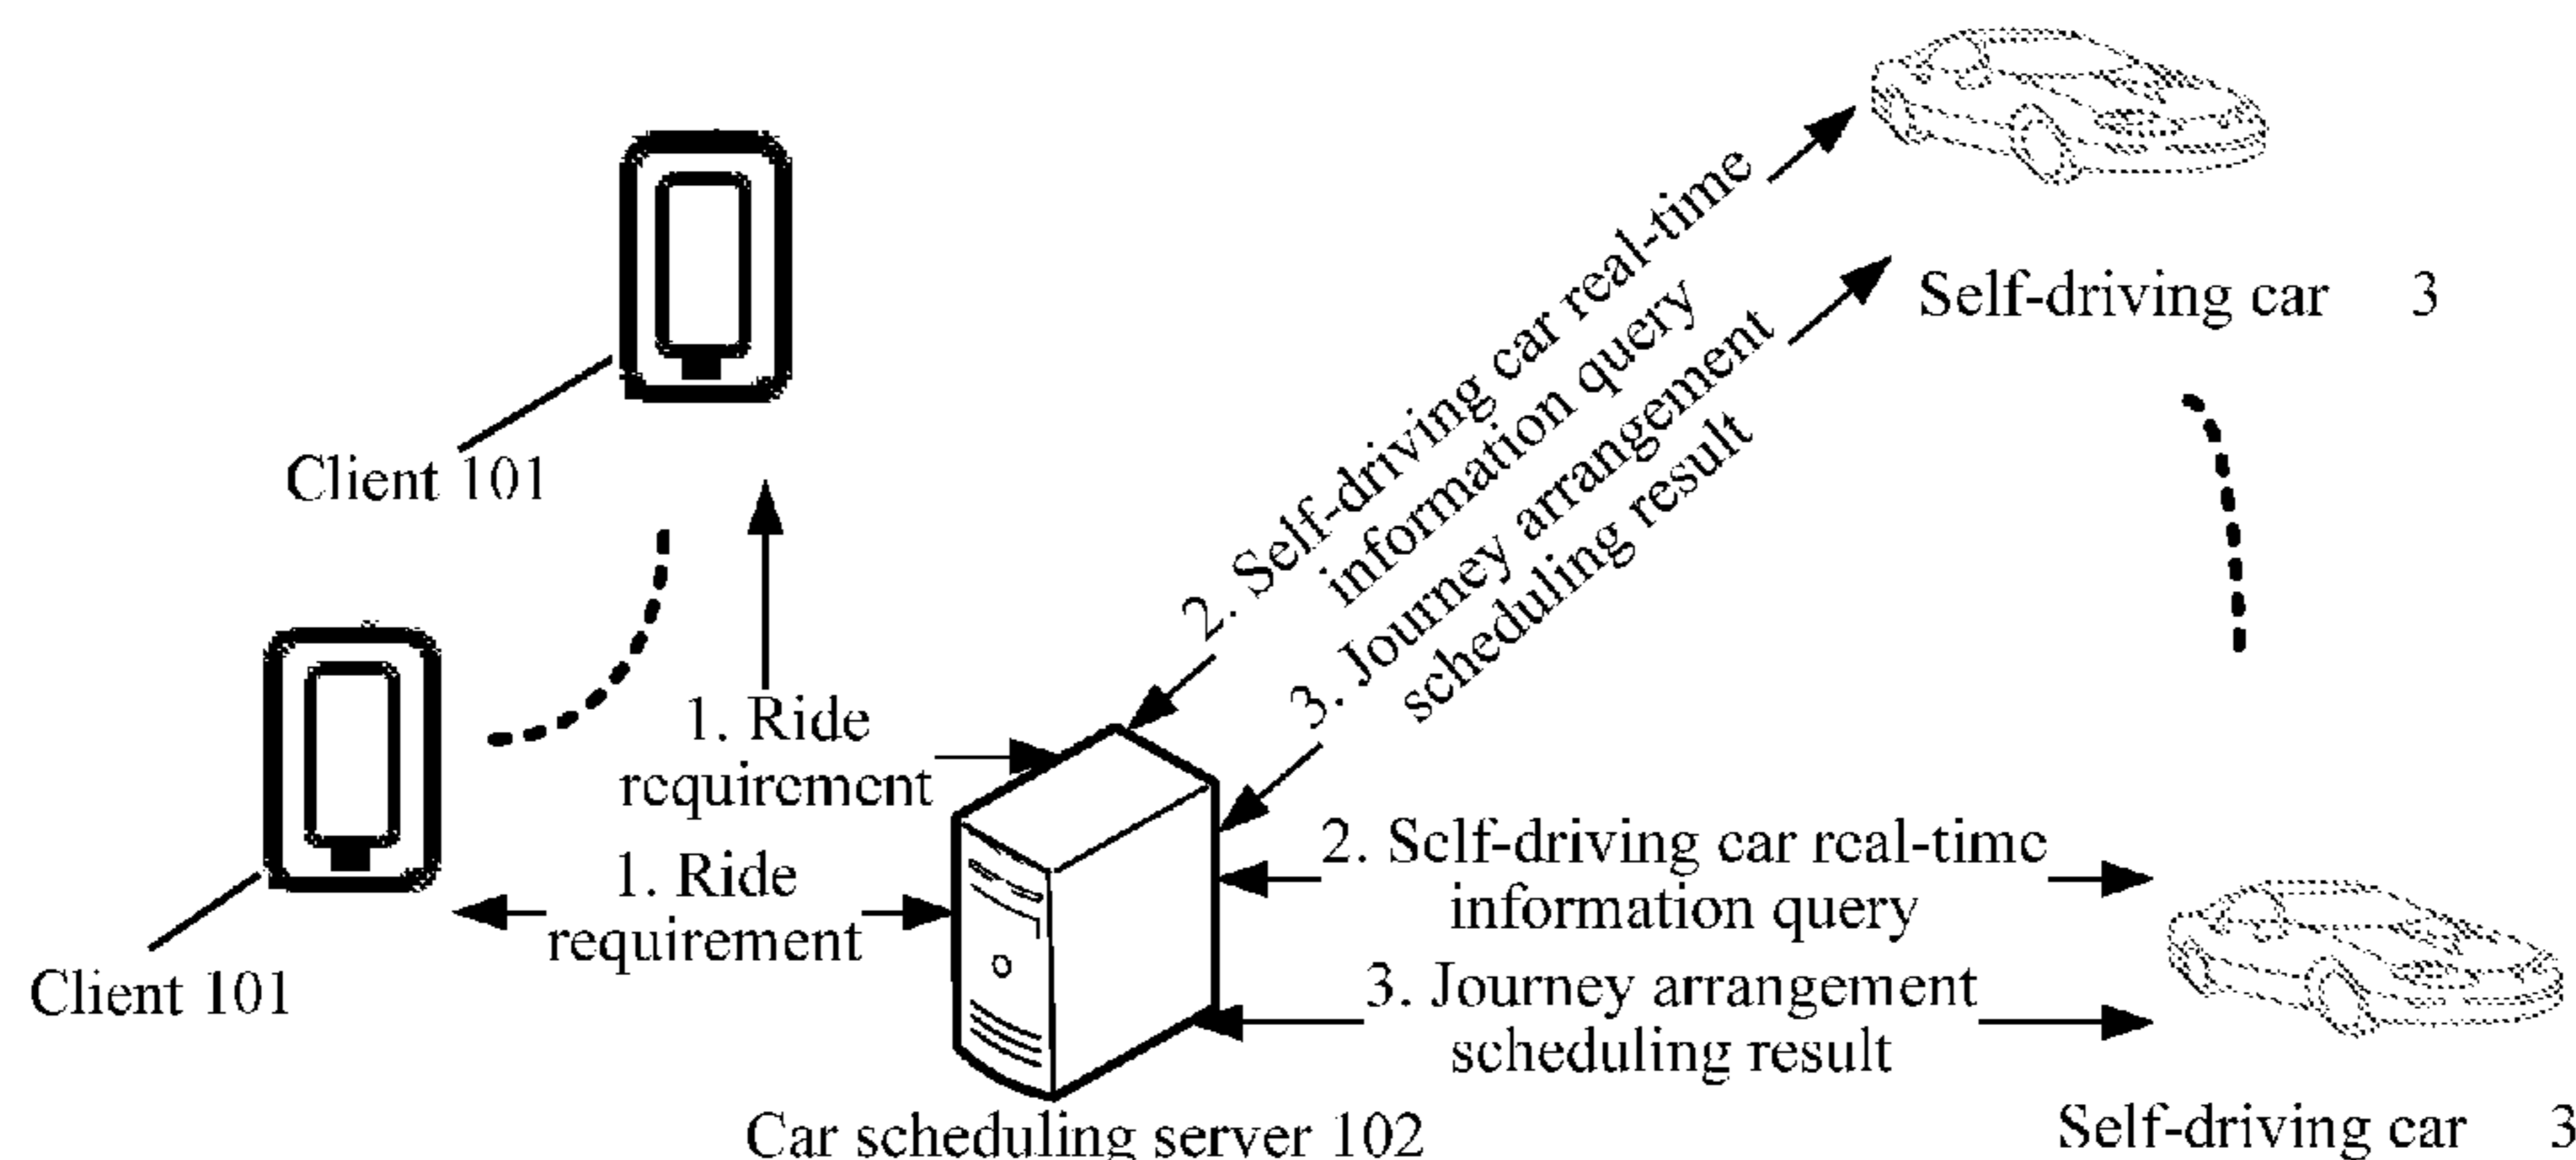 2. Self-driving car real-time
information query
3. Journey arrangement
scheduling result
Self-driving car 3
Client 101
1. Ride
requirement
1. Ride
requirement
2. Self-driving car real-time
information query
3. Journey arrangement
scheduling result
Client 101
Car scheduling server 102
Self-driving car 3